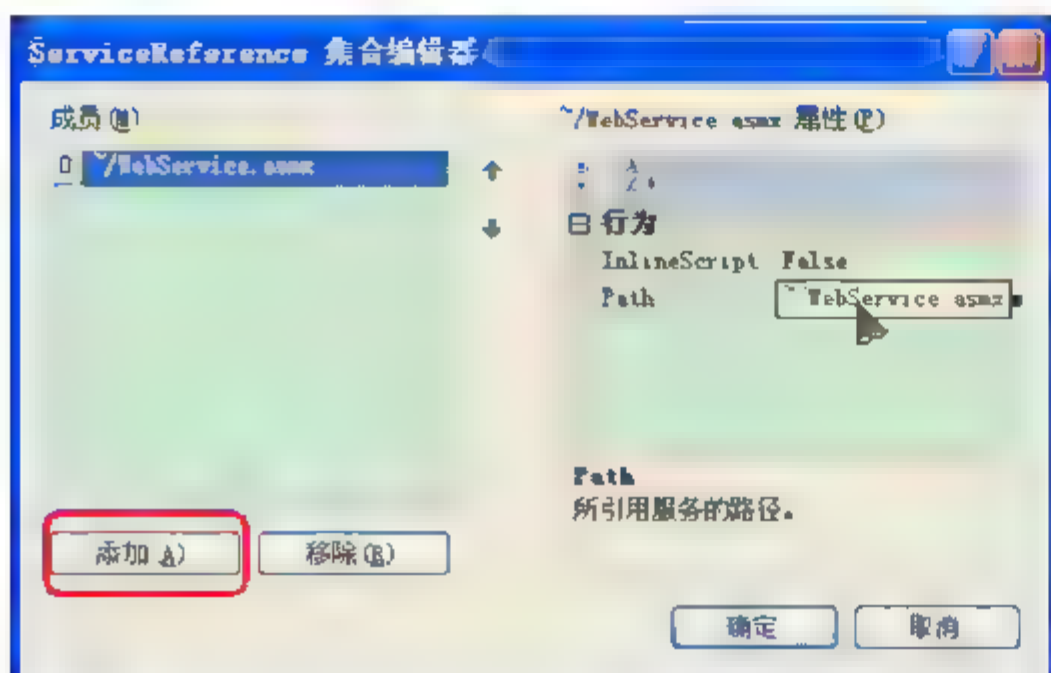 ServiceReference 集合编辑器
成员(M)
0 ~/WebService.asmx
~/WebService asmx 属性(P)
行为
InlineScript False
Path ~ WebService asmx
Path
所引用服务的路径。
添加 A)
移除(R)
确定
取消